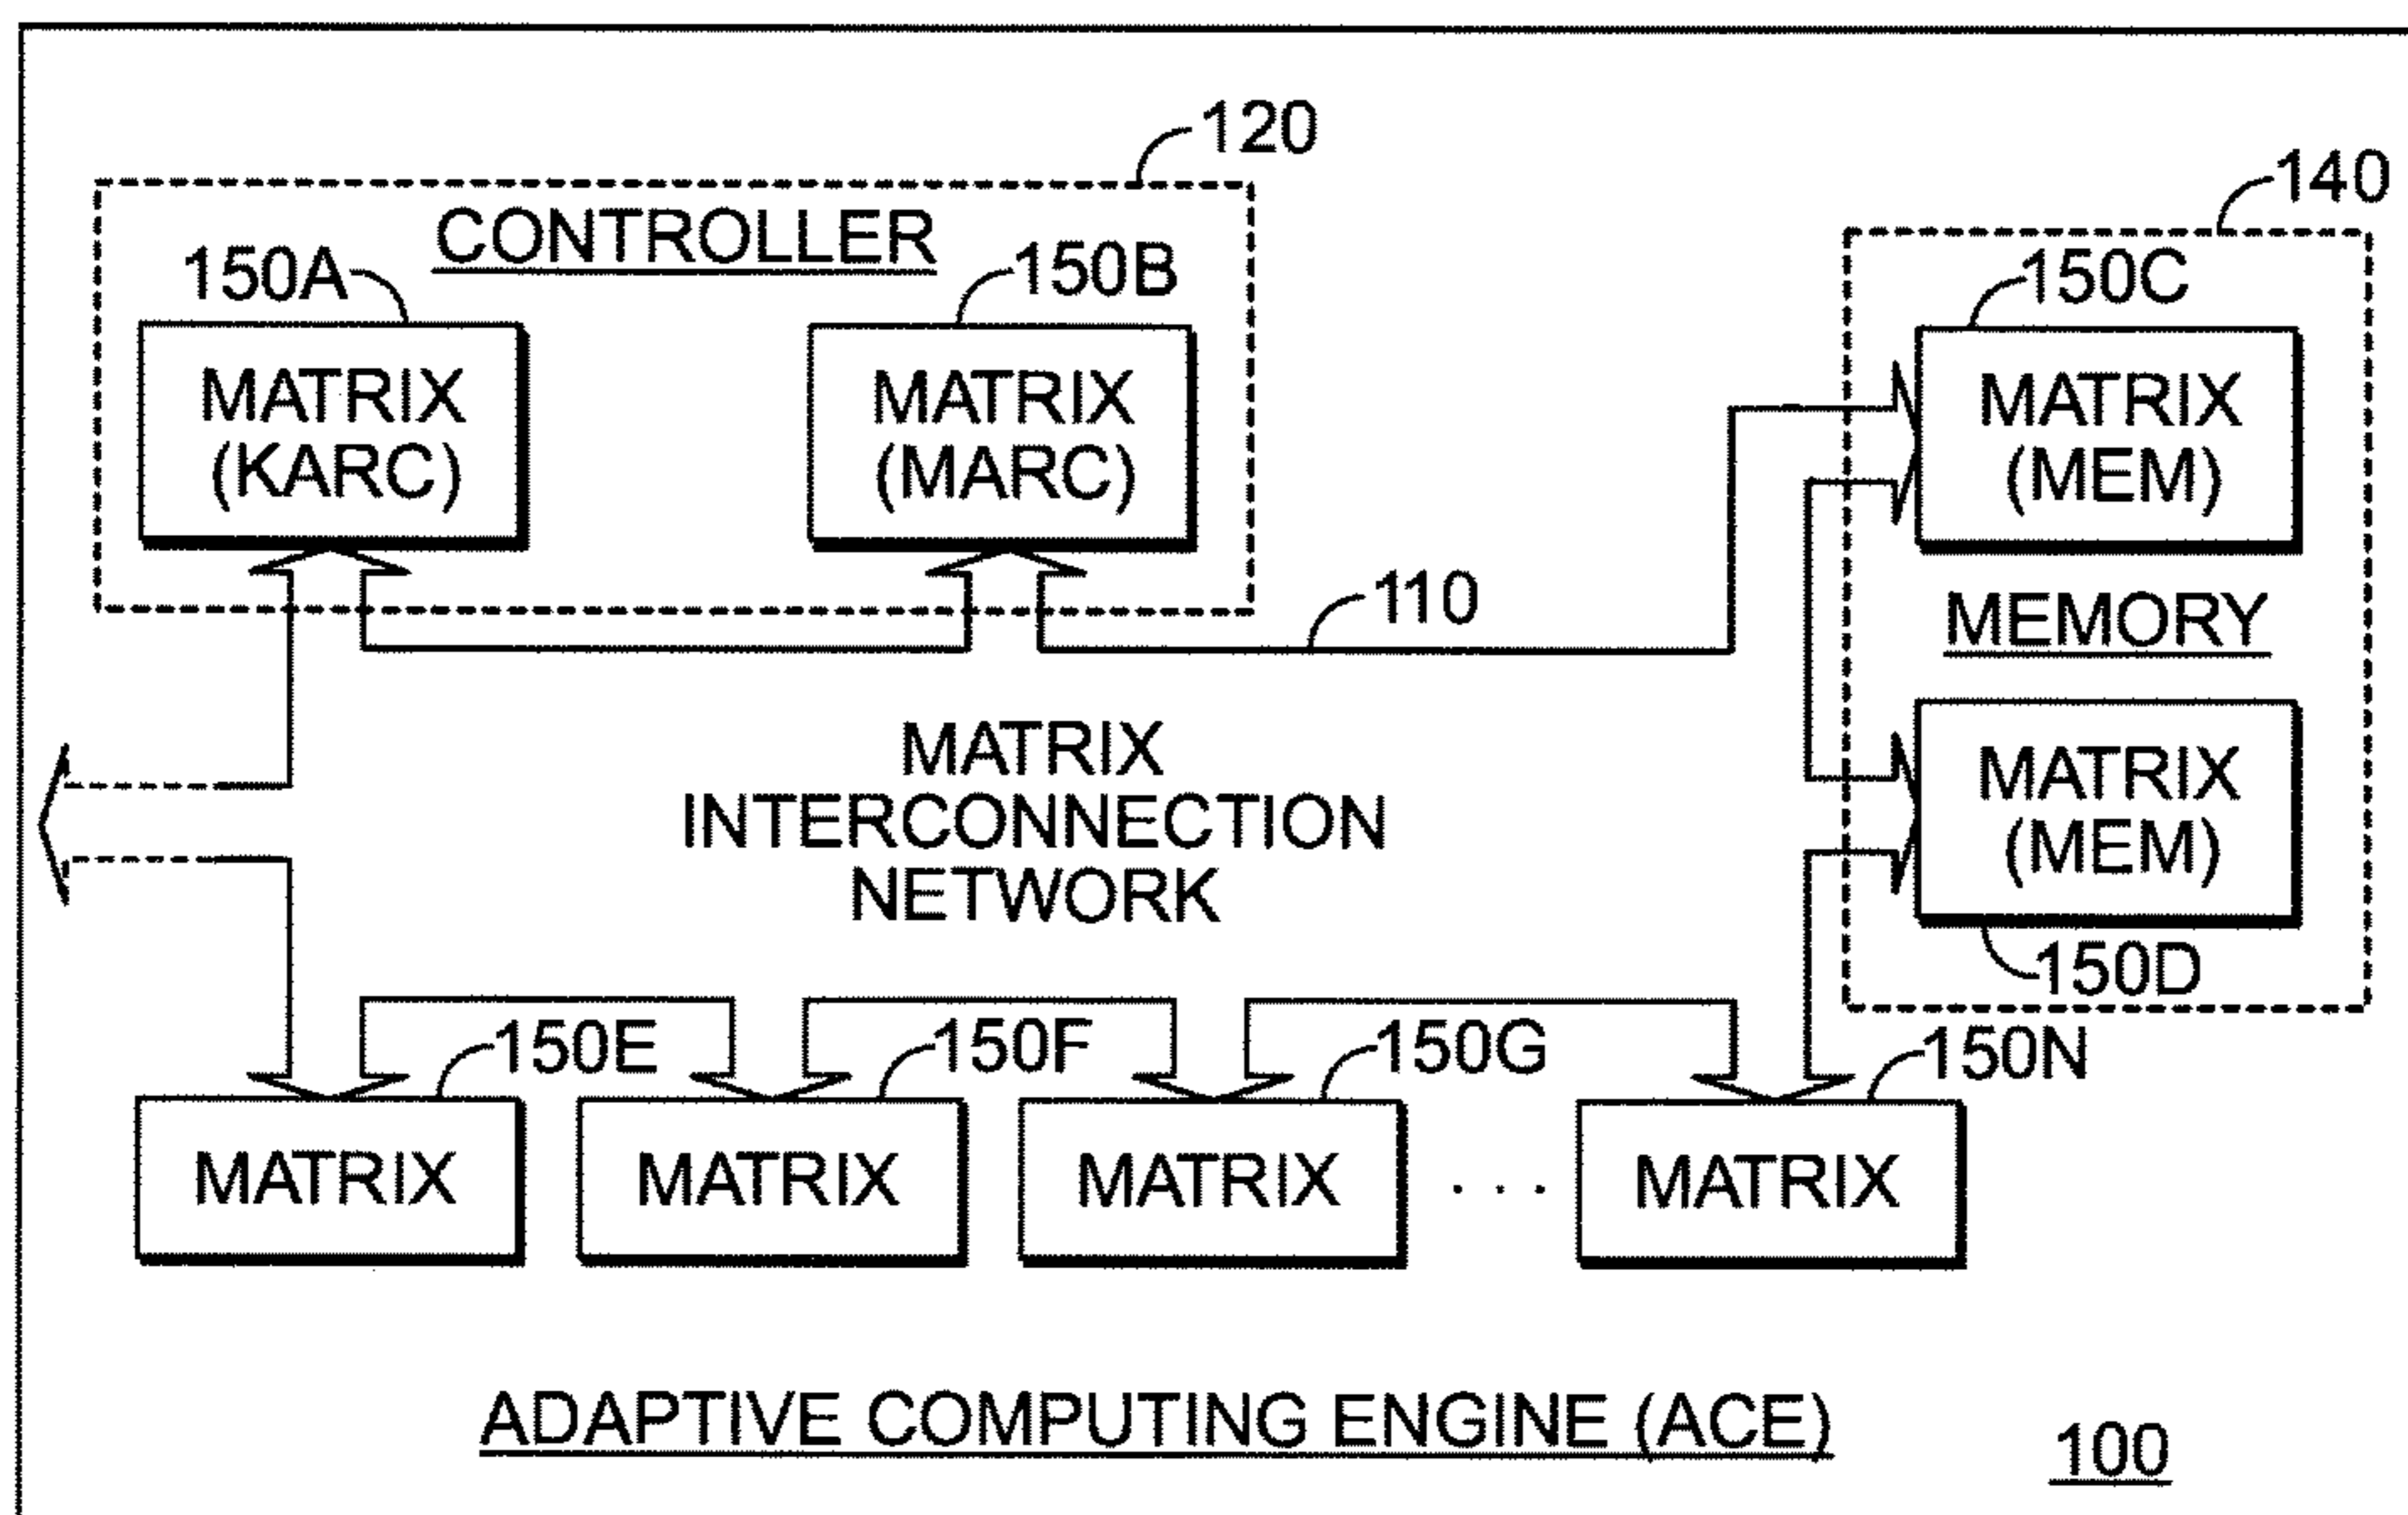 120
140
CONTROLLER
150A
150B
150C
MATRIX
(KARC)
MATRIX
(MARC)
MATRIX
(MEM)
110
MEMORY
MATRIX
INTERCONNECTION
NETWORK
MATRIX
(MEM)
150D
150E
150F
150G
150N
MATRIX
MATRIX
MATRIX
. . .
MATRIX
ADAPTIVE COMPUTING ENGINE (ACE)
100